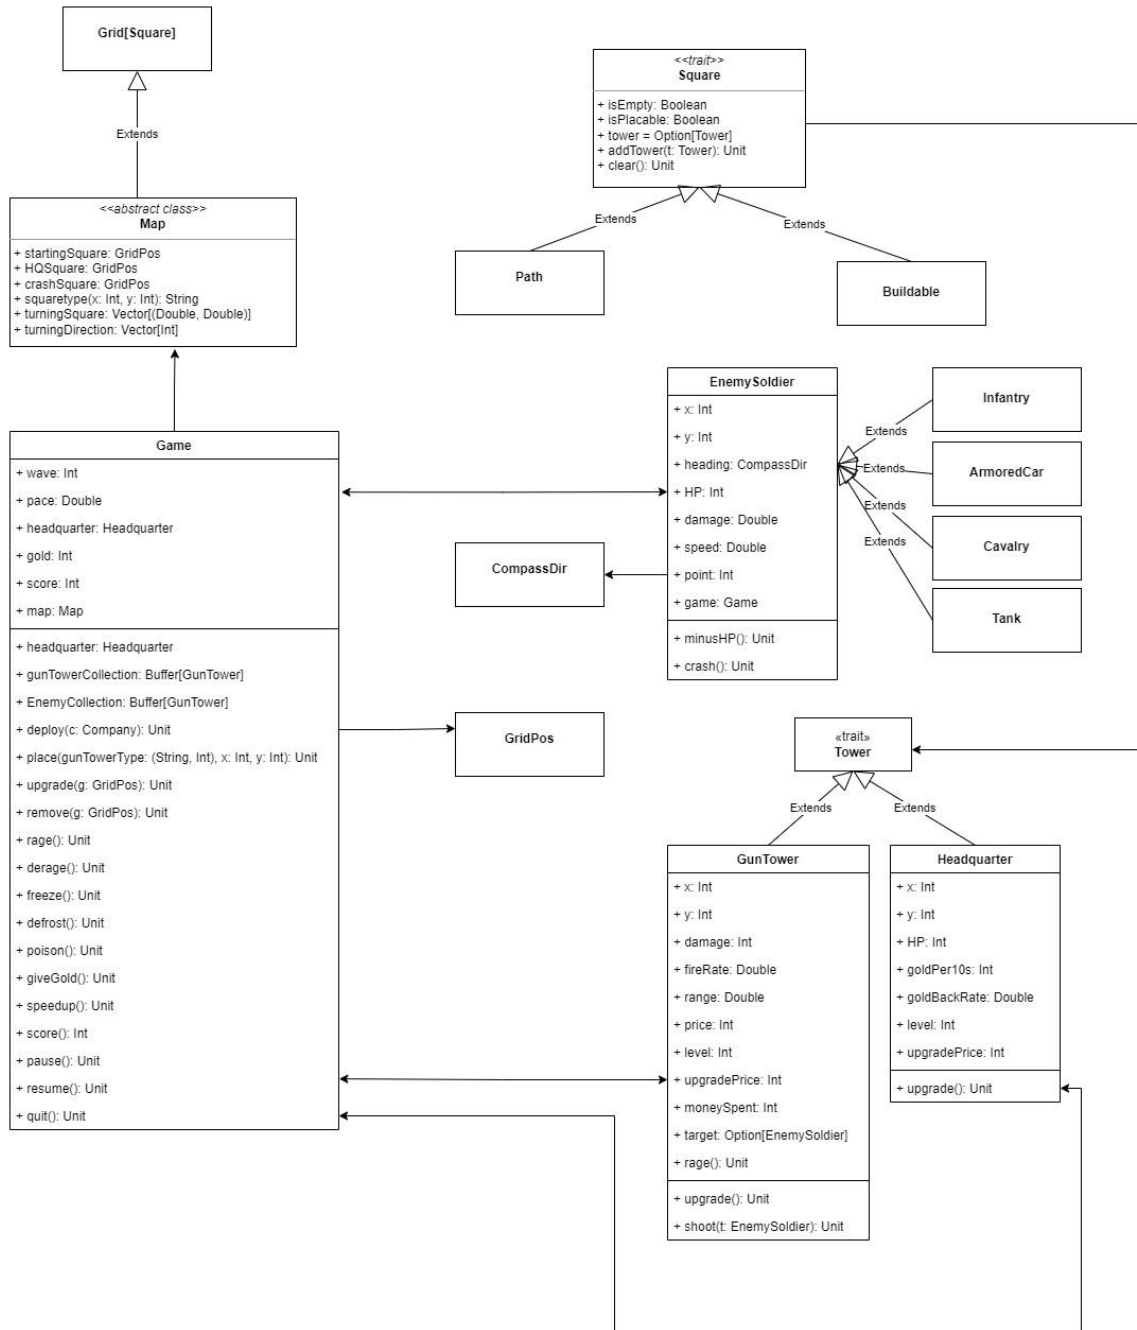 Grid[Square]
Extends
<<abstract class>>
Map
+ startingSquare: GridPos
+ HQSquare: GridPos
+ crashSquare: GridPos
+ squaretype(x: Int, y: Int): String
+ turningSquare: Vector[(Double, Double)]
+ turningDirection: Vector[Int]
<<trait>>
Square
+ isEmpty: Boolean
+ isPlacable: Boolean
+ tower = Option[Tower]
+ addTower(t: Tower): Unit
+ clear(): Unit
Extends
Extends
Path
Buildable
Game
+ wave: Int
+ pace: Double
+ headquarter: Headquarter
+ gold: Int
+ score: Int
+ map: Map
+ headquarter: Headquarter
+ gunTowerCollection: Buffer[GunTower]
+ EnemyCollection: Buffer[GunTower]
+ deploy(c: Company): Unit
+ place(gunTowerType: (String, Int), x: Int, y: Int): Unit
+ upgrade(g: GridPos): Unit
+ remove(g: GridPos): Unit
+ rage(): Unit
+ derage(): Unit
+ freeze(): Unit
+ defrost(): Unit
+ poison(): Unit
+ giveGold(): Unit
+ speedup(): Unit
+ score(): Int
+ pause(): Unit
+ resume(): Unit
+ quit(): Unit
EnemySoldier
+ x: Int
+ y: Int
+ heading: CompassDir
+ HP: Int
+ damage: Double
+ speed: Double
+ point: Int
+ game: Game
+ minusHP(): Unit
+ crash(): Unit
Extends
Extends
Extends
Extends
Infantry
ArmoredCar
Cavalry
Tank
CompassDir
GridPos
«trait»
Tower
Extends
Extends
GunTower
+ x: Int
+ y: Int
+ damage: Int
+ fireRate: Double
+ range: Double
+ price: Int
+ level: Int
+ upgradePrice: Int
+ moneySpent: Int
+ target: Option[EnemySoldier]
+ rage(): Unit
+ upgrade(): Unit
+ shoot(t: EnemySoldier): Unit
Headquarter
+ x: Int
+ y: Int
+ HP: Int
+ goldPer10s: Int
+ goldBackRate: Double
+ level: Int
+ upgradePrice: Int
+ upgrade(): Unit